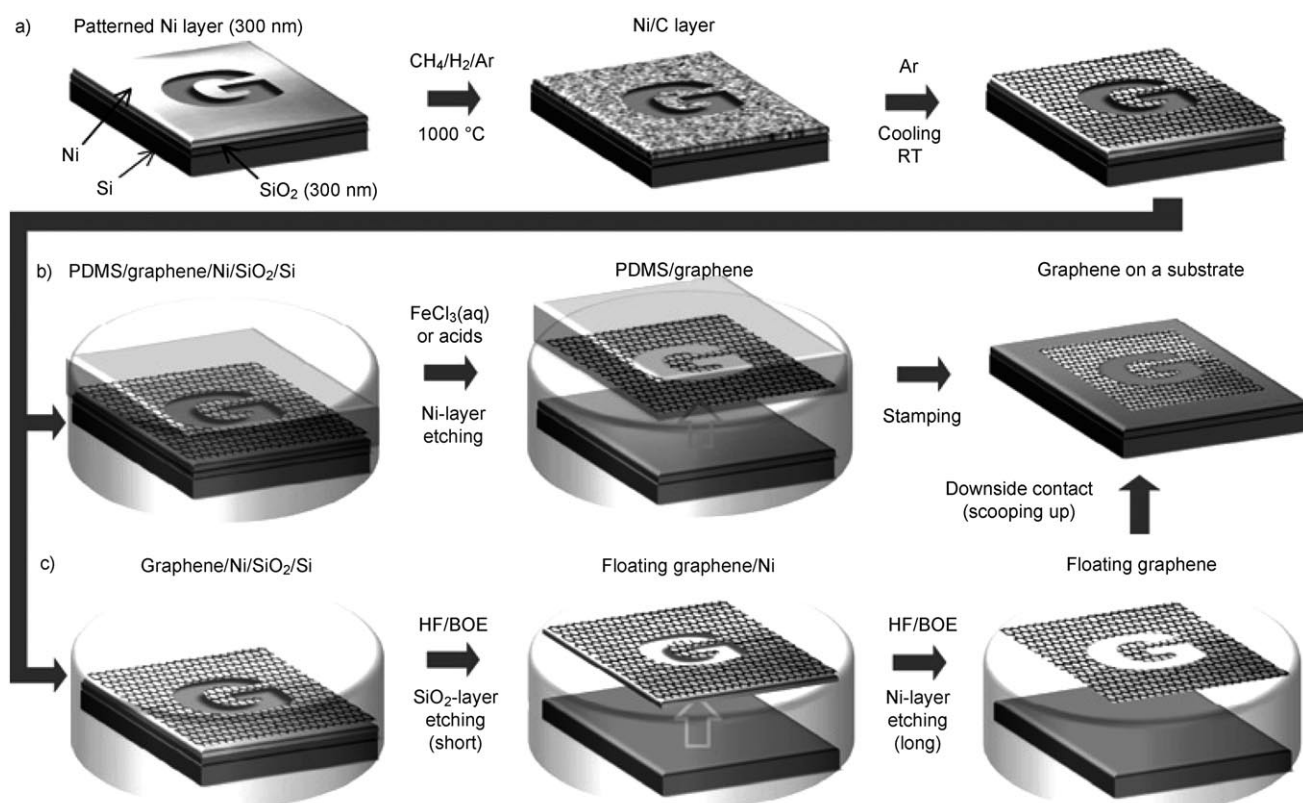 a)
Patterned Ni layer (300 nm)
Ni
Si
SiO₂ (300 nm)
CH₄/H₂/Ar
1000 °C
Ni/C layer
Ar
Cooling
RT
b)
PDMS/graphene/Ni/SiO₂/Si
FeCl₃(aq)
or acids
Ni-layer
etching
PDMS/graphene
Stamping
Graphene on a substrate
Downside contact
(scooping up)
c)
Graphene/Ni/SiO₂/Si
HF/BOE
SiO₂-layer
etching
(short)
Floating graphene/Ni
HF/BOE
Ni-layer
etching
(long)
Floating graphene